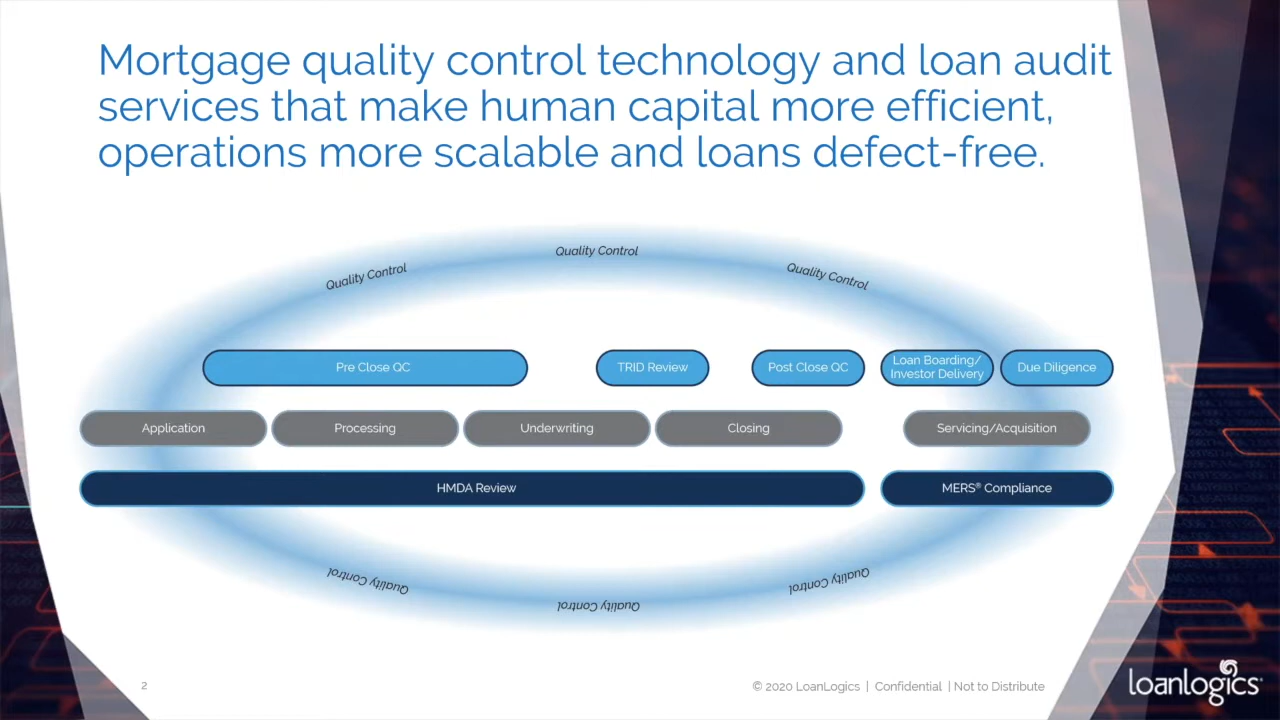 Mortgage quality control technology and loan audit
services that make human capital more efficient,
operations more scalable and loans defect-free.
Quality Control
Quality Control
Quality Control
Pre Close QC
TRID Review
Post Close QC
Loan Boarding/
Investor Delivery
Due Diligence
Application
Processing
Underwriting
Closing
Servicing/Acquisition
HMDA Review
MERS® Compliance
Quality Control
Quality Control
Quality Control
2
© 2020 LoanLogics | Confidential | Not to Distribute
loanlogics